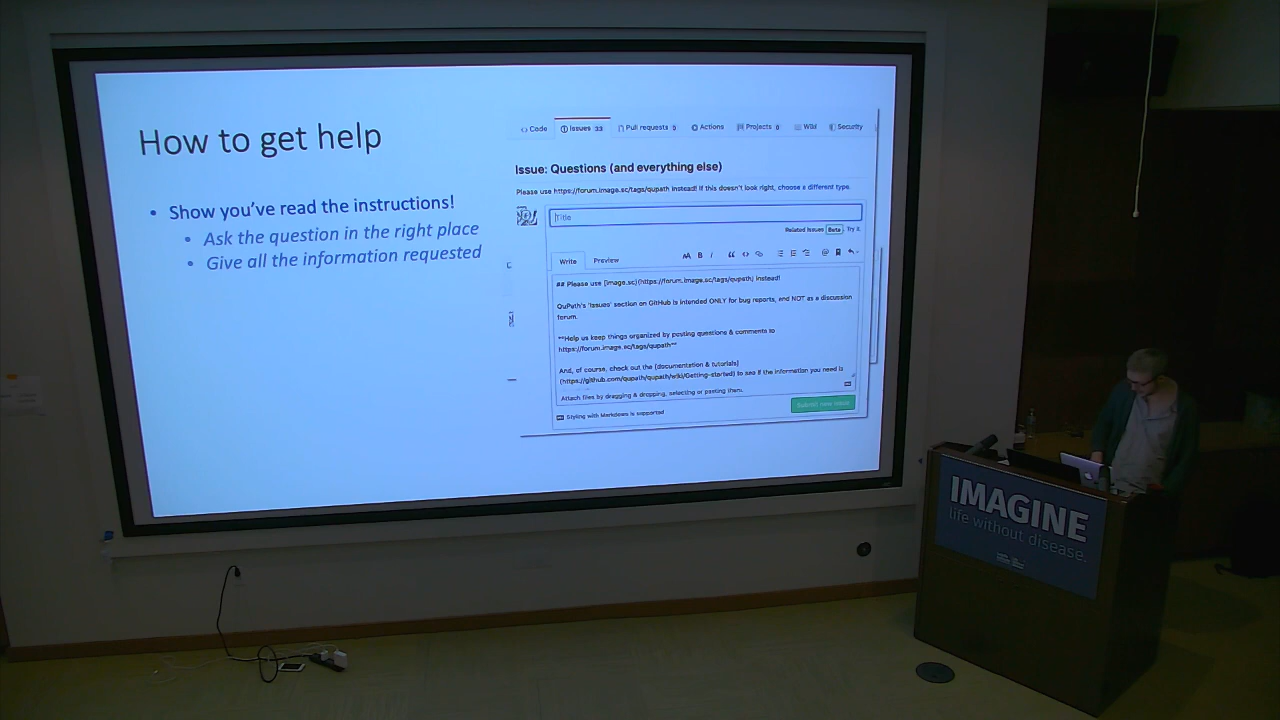 How to get help
• Show you've read the instructions!
• Ask the question in the right place
• Give all the information requested
Code
Issues 33
Pull requests 9
Actions
Projects 0
Wiki
Security
Issue: Questions (and everything else)
Please use https://forum.image.sc/tags/qupath instead! If this doesn't look right, choose a different type.
Title
Related Issues Beta
Write
Preview
## Please use [image.sc](https://forum.image.sc/tags/qupath) instead!
QuPath's 'Issues' section on GitHub is intended ONLY for bug reports, and NOT as a discussion
forum.
**Help us keep things organized by posting questions & comments to
https://forum.image.sc/tags/qupath**
And, of course, check out the [documentation & tutorials]
(https://github.com/qupath/qupath/wiki/Getting-started) to see if the information you need is
Attach files by dragging & dropping, selecting or pasting them.
Submit new issue
Styling with Markdown is supported
IMAGINE
life without disease.